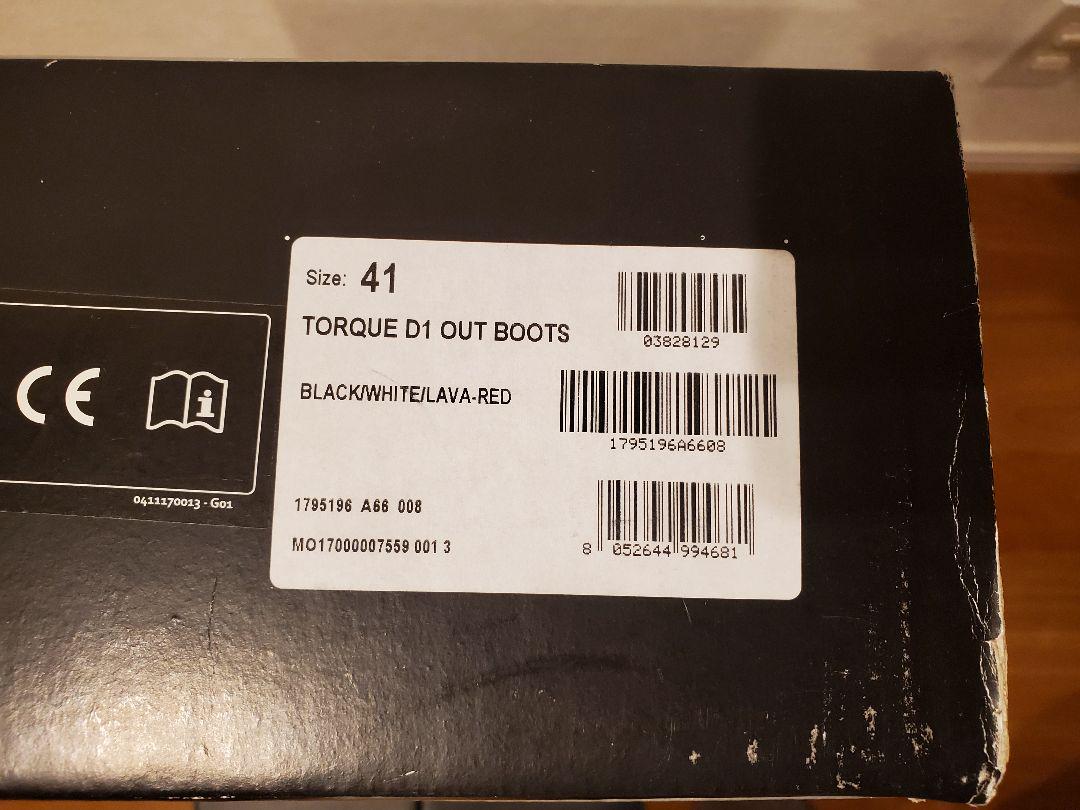 Size: 41
TORQUE D1 OUT BOOTS
BLACK/WHITE/LAVA-RED
1795196 A66 008
MO17000007559 001 3
03828129
1795196A6608
8 052644 994681
CE
i
0411170013 - G01